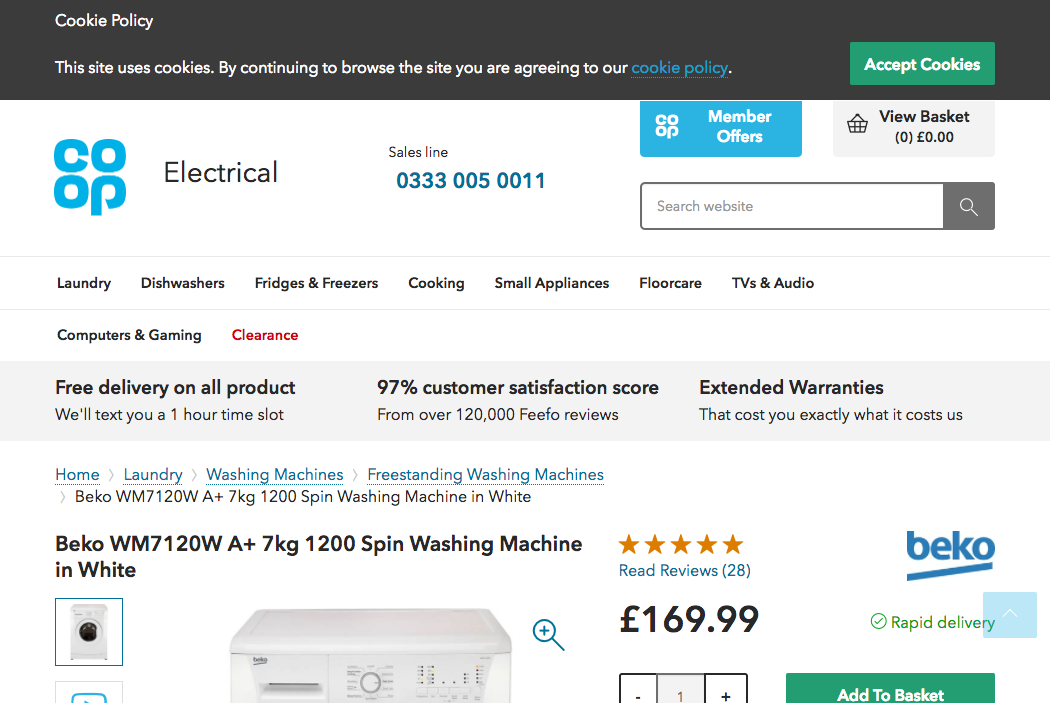 Cookie Policy
This site uses cookies. By continuing to browse the site you are agreeing to our cookie policy.
Accept Cookies
co
op
Electrical
Sales line
0333 005 0011
co
op
Member
Offers
View Basket
(0) £0.00
Search website
Laundry
Dishwashers
Fridges & Freezers
Cooking
Small Appliances
Floorcare
TVs & Audio
Computers & Gaming
Clearance
Free delivery on all product
We'll text you a 1 hour time slot
97% customer satisfaction score
From over 120,000 Feefo reviews
Extended Warranties
That cost you exactly what it costs us
Home 〉 Laundry 〉 Washing Machines 〉 Freestanding Washing Machines
〉 Beko WM7120W A+ 7kg 1200 Spin Washing Machine in White
Beko WM7120W A+ 7kg 1200 Spin Washing Machine
in White
Read Reviews (28)
beko
£169.99
Rapid delivery
beko
- 1 +
Add To Basket